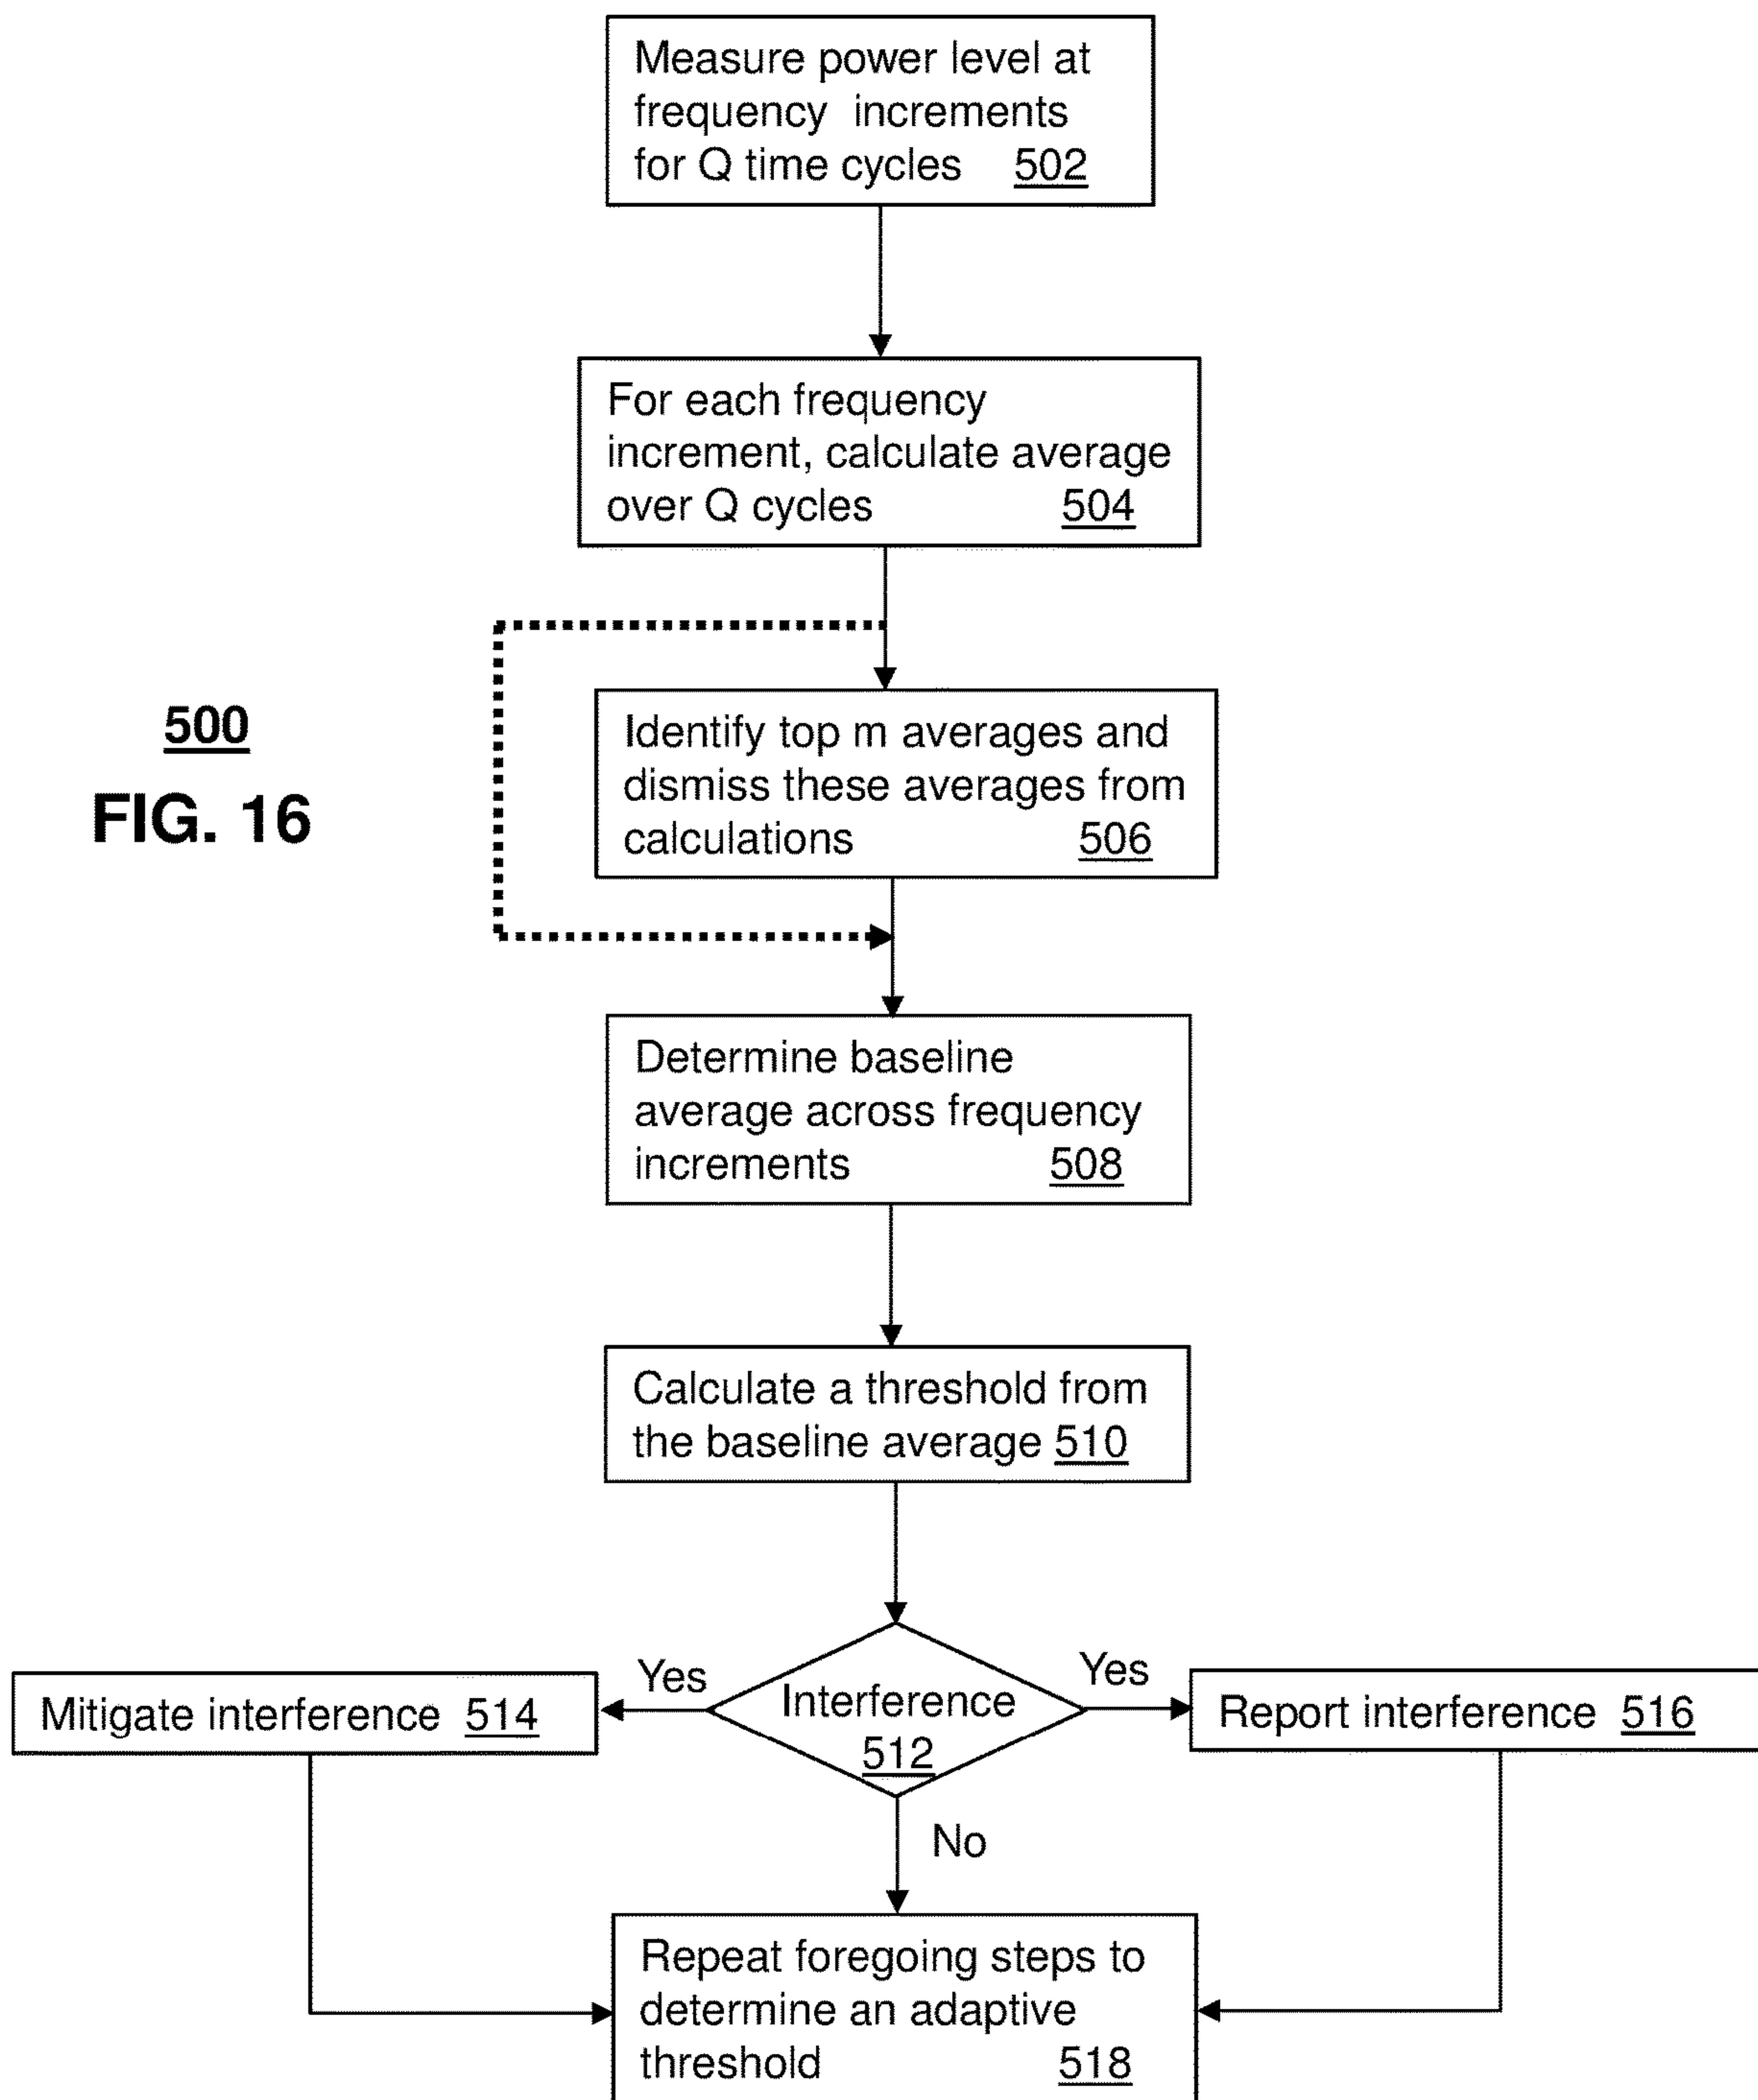 Measure power level at
frequency increments
for Q time cycles 502
For each frequency
increment, calculate average
over Q cycles 504
500
FIG. 16
Identify top m averages and
dismiss these averages from
calculations 506
Determine baseline
average across frequency
increments 508
Calculate a threshold from
the baseline average 510
Yes
Yes
Mitigate interference 514
Interference
512
Report interference 516
No
Repeat foregoing steps to
determine an adaptive
threshold 518